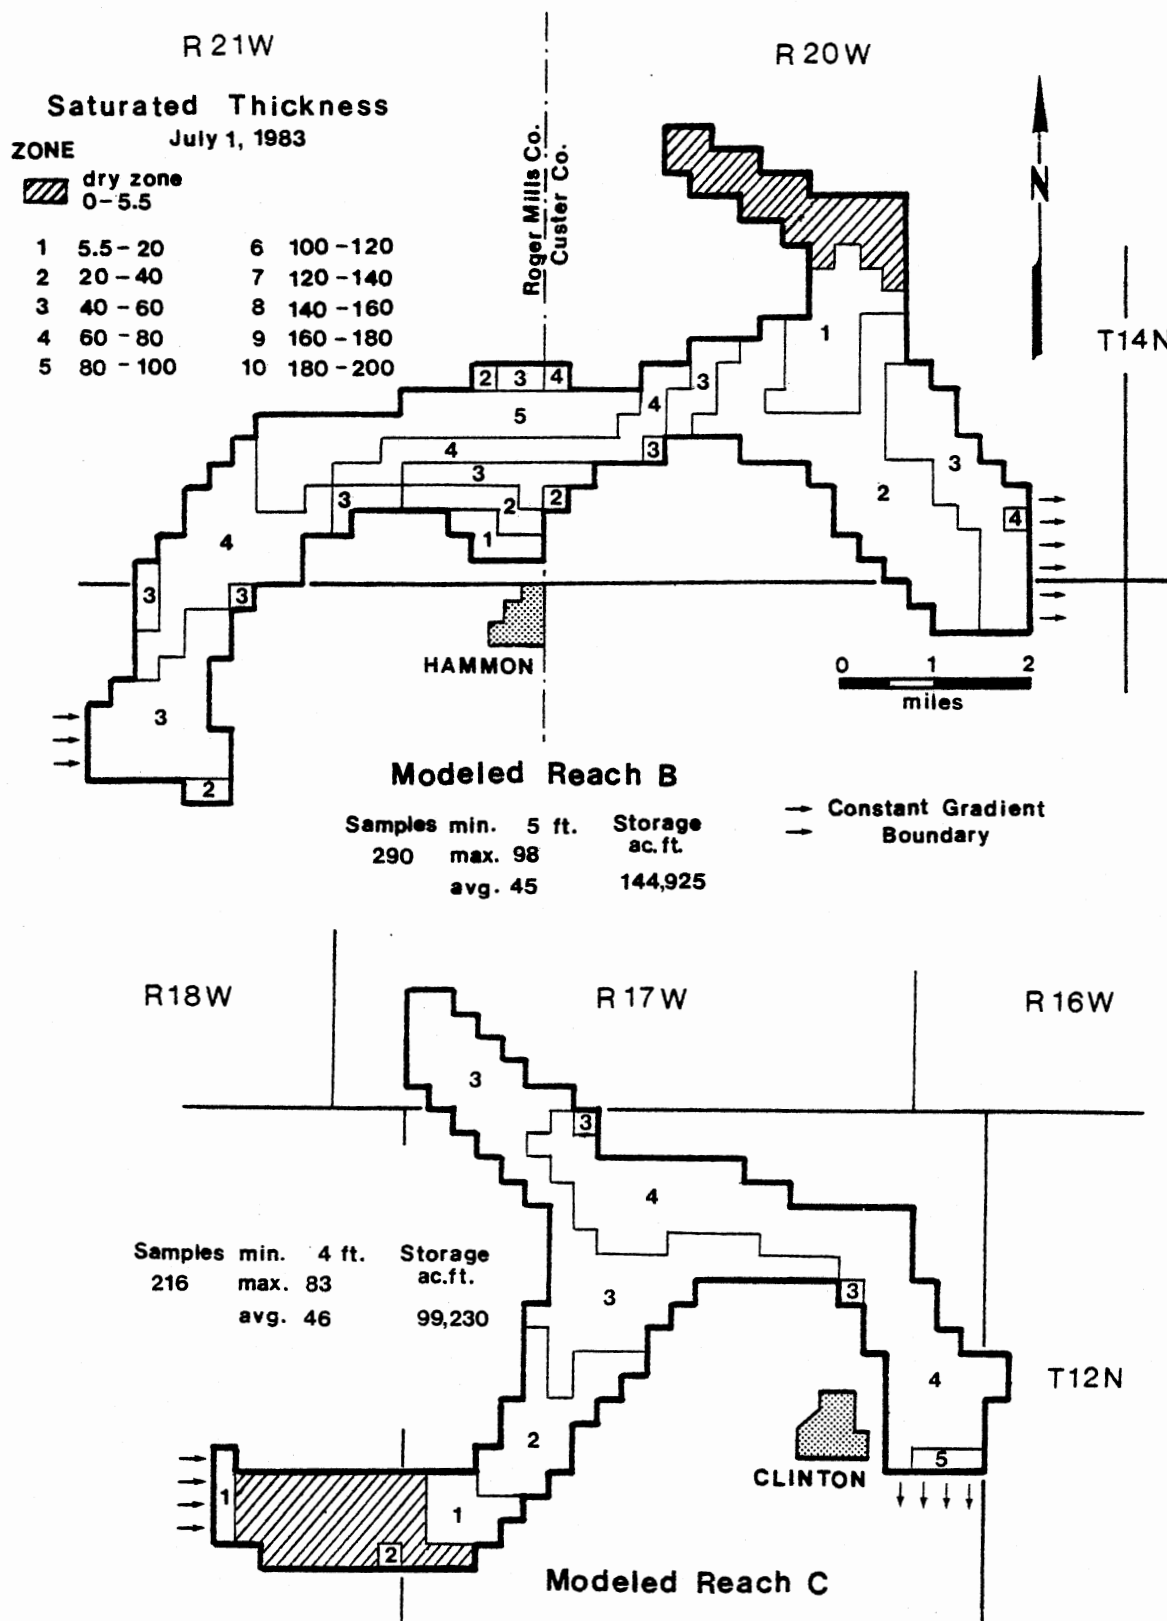 R 21W
R 20W
Saturated Thickness
July 1, 1983
ZONE
dry zone
0-5.5
1 5.5-20 6 100-120
2 20-40 7 120-140
3 40-60 8 140-160
4 60-80 9 160-180
5 80-100 10 180-200
Roger Mills Co.
Custer Co.
N
T14N
1
2 3 4
3
4
5
4
3
3
3
2
2
1
2
3
4
4
3
3
3
2
HAMMON
0 1 2
miles
Modeled Reach B
Samples min. 5 ft. Storage
290 max. 98 ac.ft.
avg. 45 144,925
→ Constant Gradient
→ Boundary
R18W
R 17W
R 16W
3
3
4
Samples min. 4 ft. Storage
216 max. 83 ac.ft.
avg. 46 99,230
3
3
4
T12N
2
5
CLINTON
1
1
2
Modeled Reach C